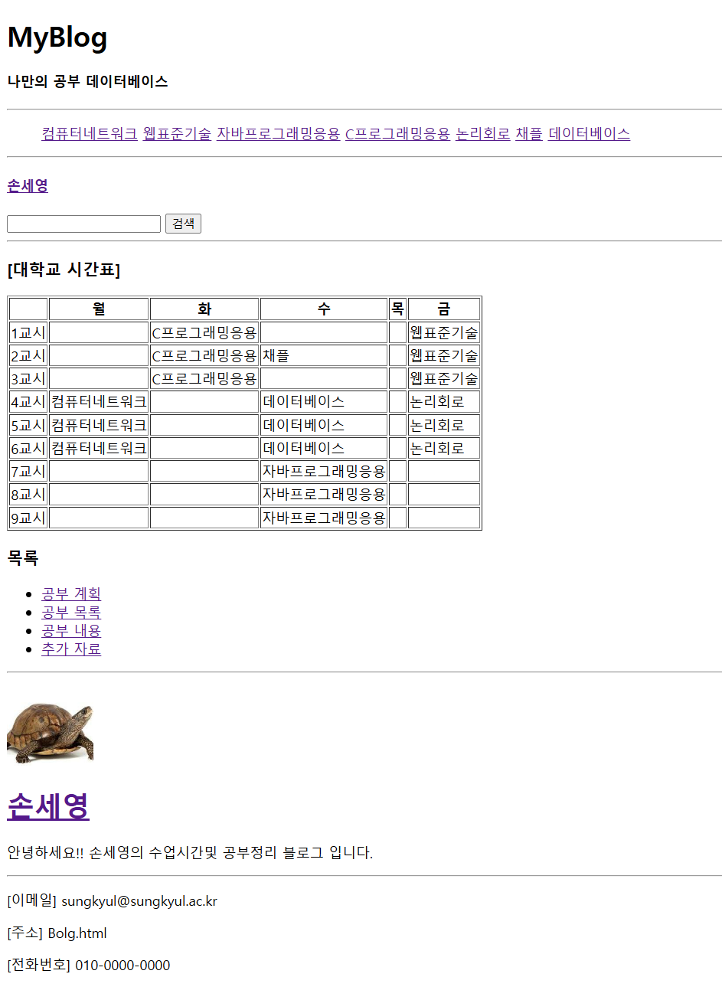 MyBlog
나만의 공부 데이터베이스
컴퓨터네트워크 웹표준기술 자바프로그래밍응용 C프로그래밍응용 논리회로 채플 데이터베이스
손세영
검색
[대학교 시간표]
월 화 수 목 금
1교시 C프로그래밍응용 웹표준기술
2교시 C프로그래밍응용 채플 웹표준기술
3교시 C프로그래밍응용 웹표준기술
4교시 컴퓨터네트워크 데이터베이스 논리회로
5교시 컴퓨터네트워크 데이터베이스 논리회로
6교시 컴퓨터네트워크 데이터베이스 논리회로
7교시 자바프로그래밍응용
8교시 자바프로그래밍응용
9교시 자바프로그래밍응용
목록
공부 계획
공부 목록
공부 내용
추가 자료
손세영
안녕하세요!! 손세영의 수업시간및 공부정리 블로그 입니다.
[이메일] sungkyul@sungkyul.ac.kr
[주소] Bolg.html
[전화번호] 010-0000-0000